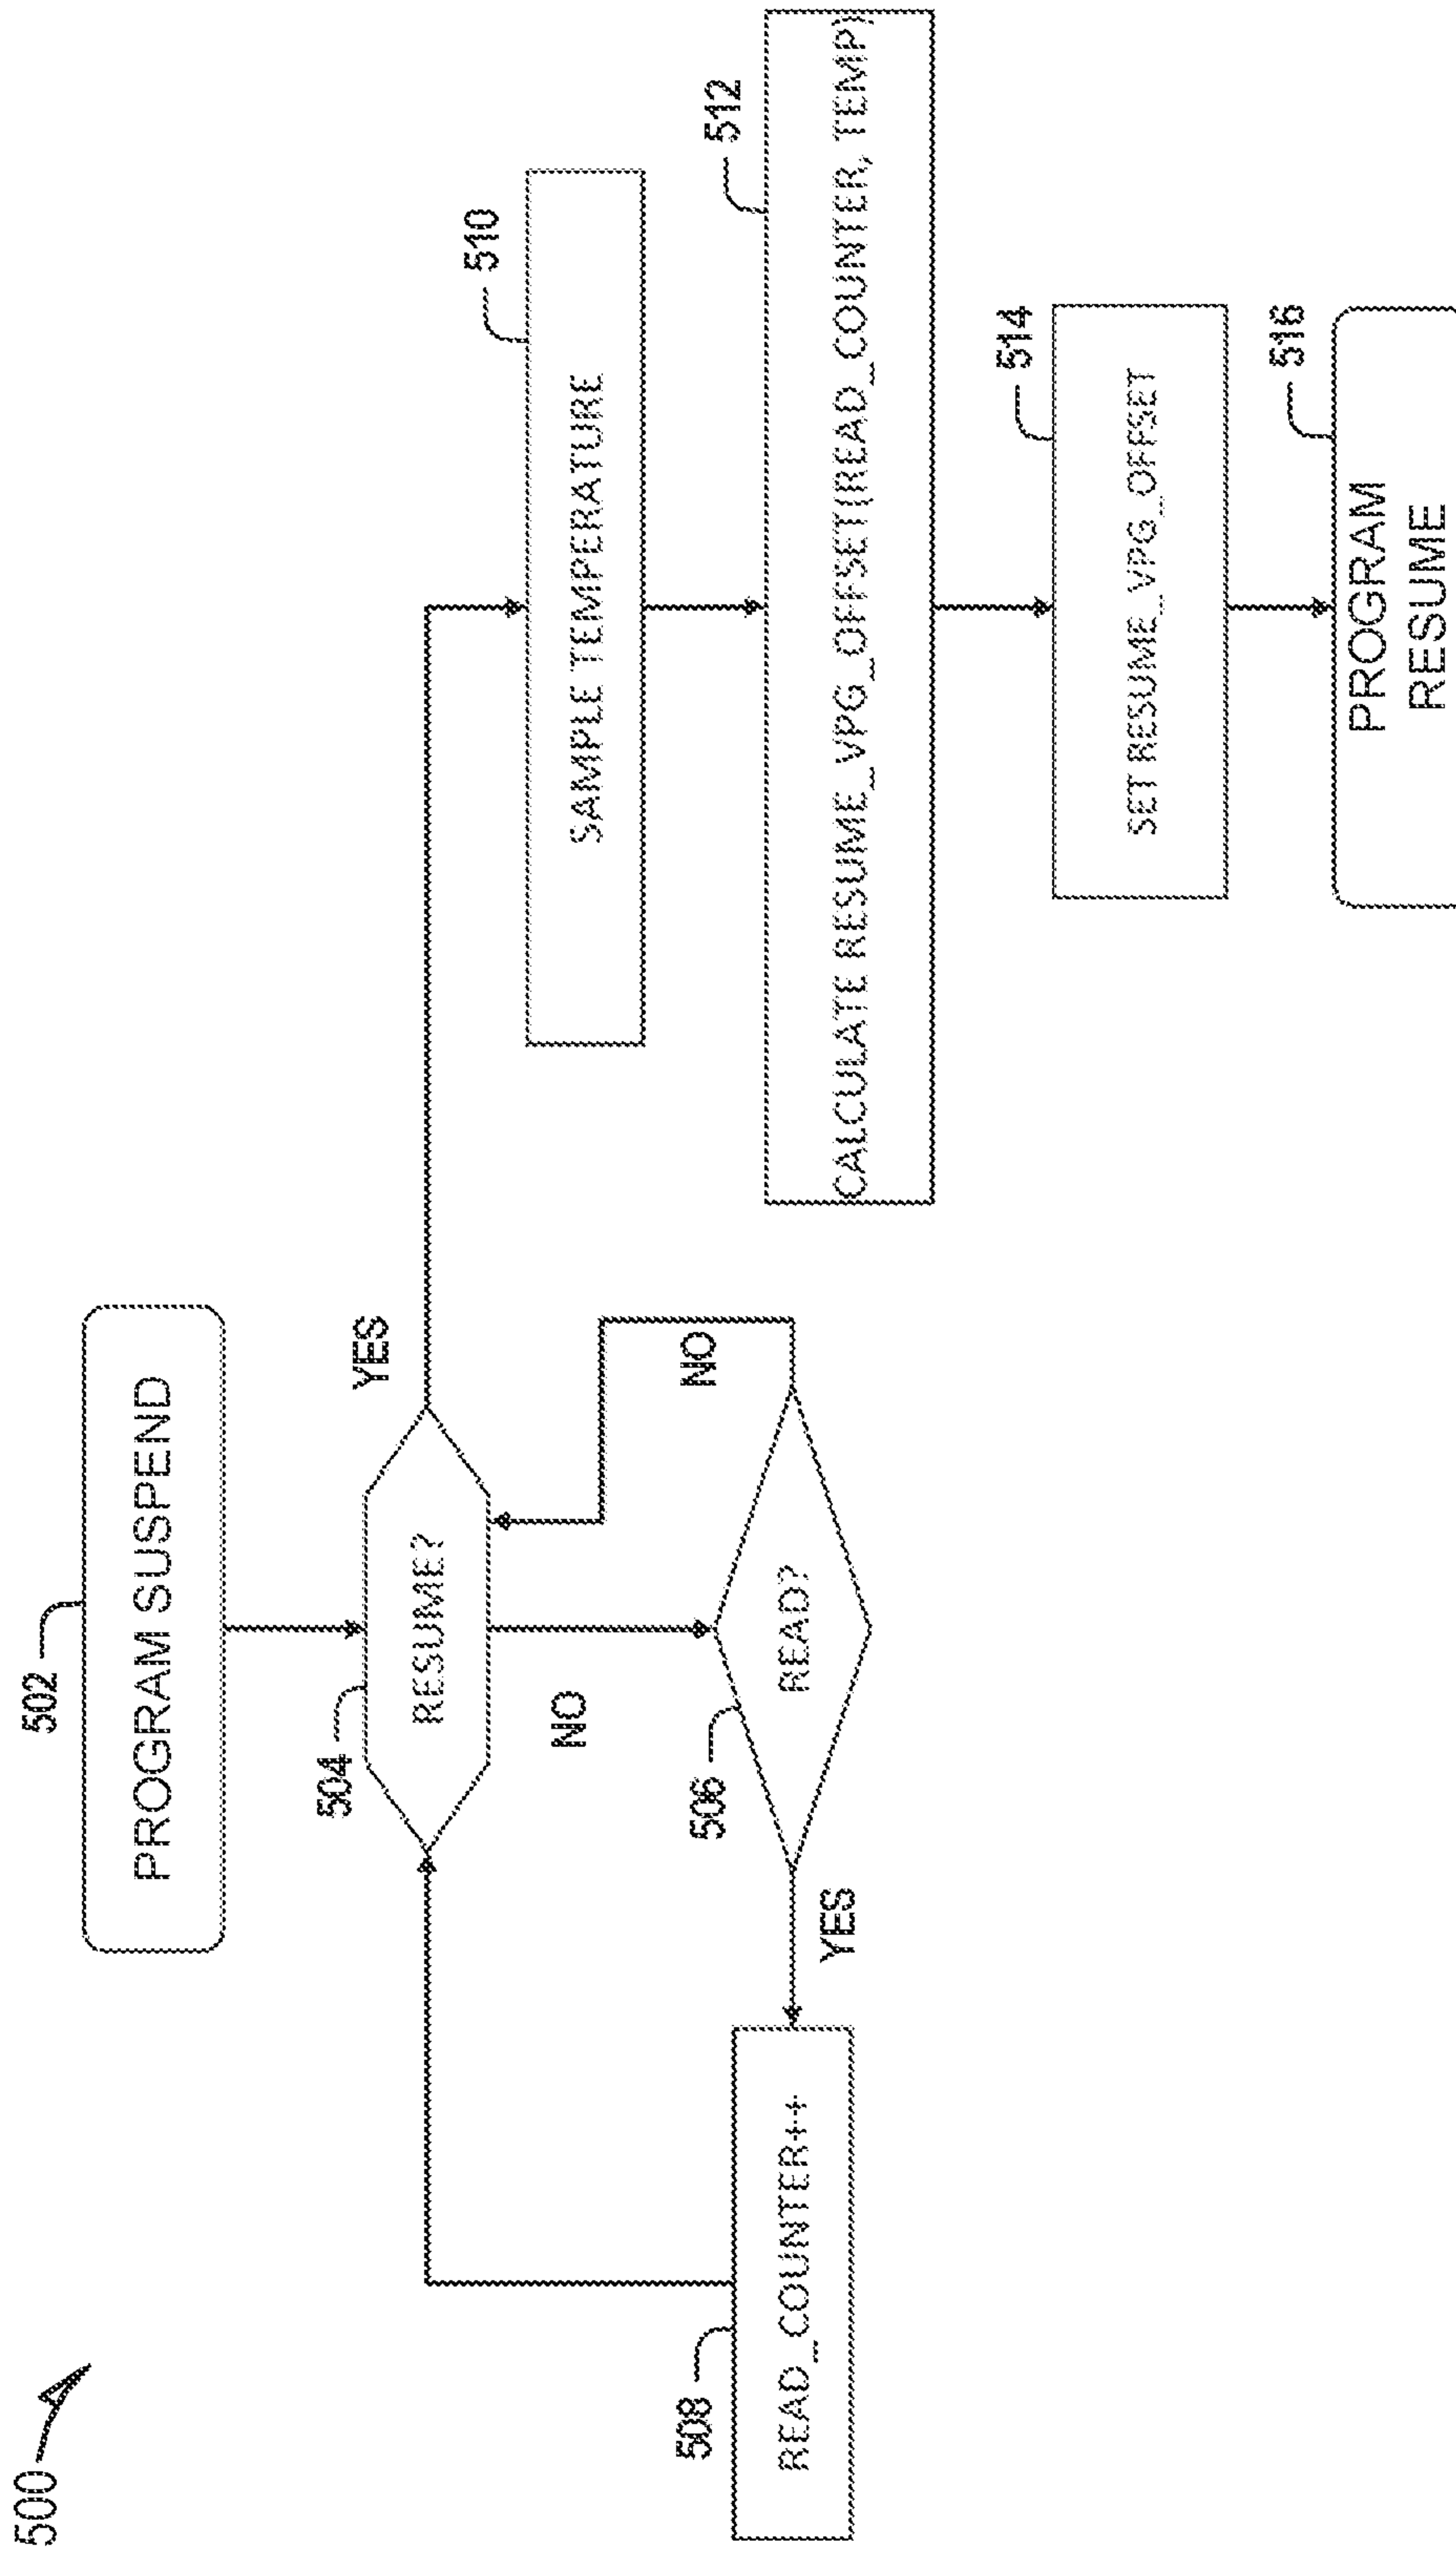 500
502
PROGRAM SUSPEND
504
RESUME?
YES
NO
506
READ?
NO
YES
508
READ_COUNTER++
510
SAMPLE TEMPERATURE
512
CALCULATE RESUME_VPG_OFFSET(READ_COUNTER, TEMP)
514
SET RESUME_VPG_OFFSET
516
PROGRAM
RESUME